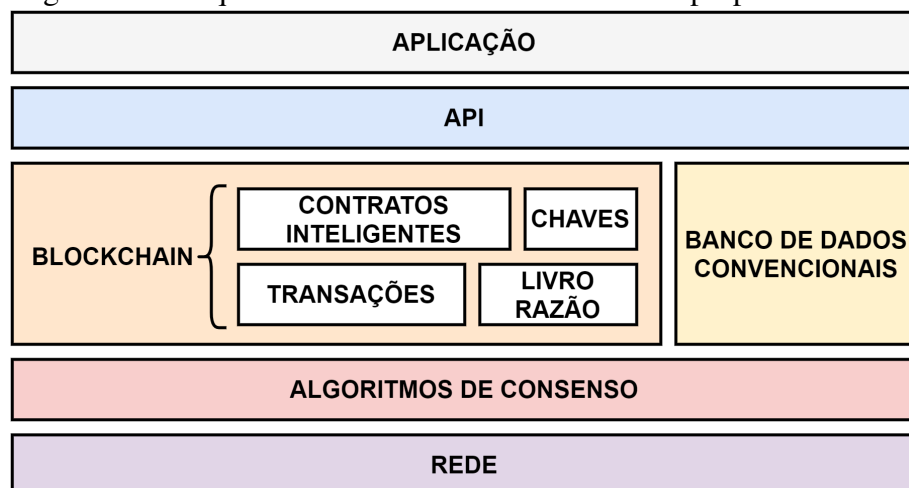 APLICAÇÃO
API
BLOCKCHAIN
CONTRATOS
INTELIGENTES
CHAVES
TRANSAÇÕES
LIVRO
RAZÃO
BANCO DE DADOS
CONVENCIONAIS
ALGORITMOS DE CONSENSO
REDE